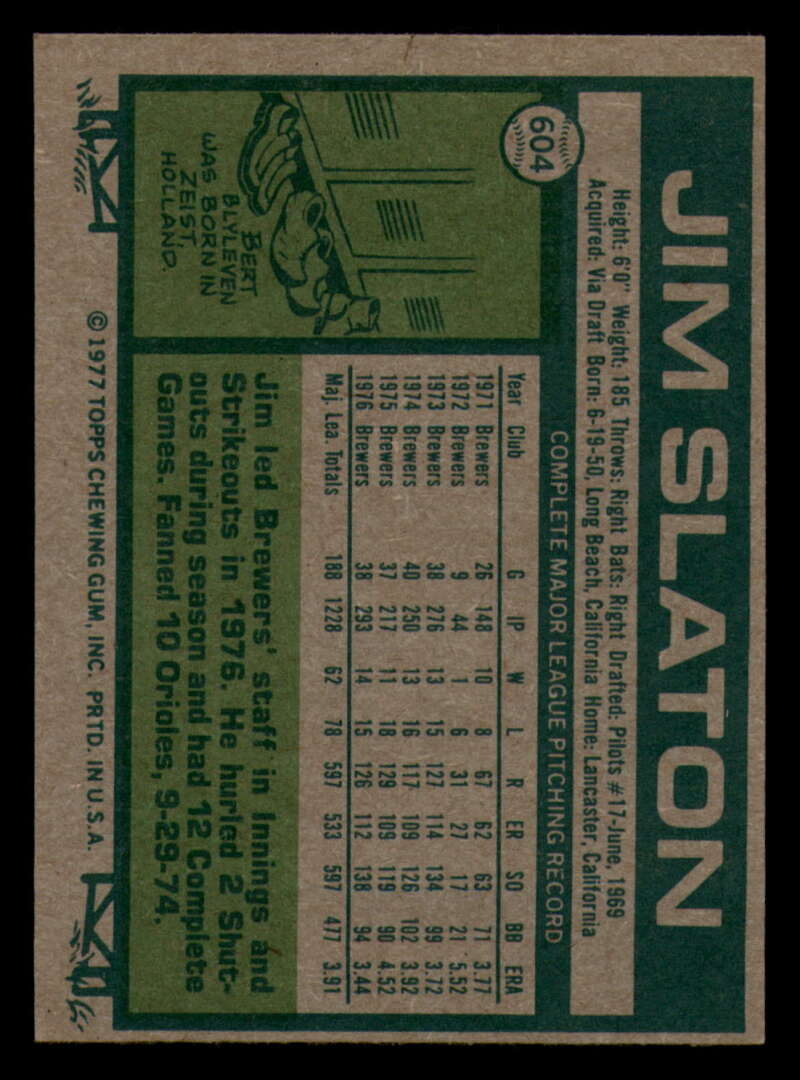 604
JIM SLATON
Height: 6'0" Weight: 185 Throws: Right Bats: Right Drafted: Pilots #17-June, 1969
Acquired: Via Draft Born: 6-19-50, Long Beach, California Home: Lancaster, California
COMPLETE MAJOR LEAGUE PITCHING RECORD
Year Club G IP W L R ER SO BB ERA
1971 Brewers 26 148 10 8 67 62 63 71 3.77
1972 Brewers 9 44 1 6 31 27 17 21 5.52
1973 Brewers 38 276 13 15 127 114 134 99 3.72
1974 Brewers 40 250 13 16 117 109 126 102 3.92
1975 Brewers 37 217 11 18 129 109 119 90 4.52
1976 Brewers 38 293 14 15 126 112 138 94 3.44
Maj. Lea. Totals 188 1228 62 78 597 533 597 477 3.91
BERT
BLYLEVEN
WAS BORN IN
ZEIST,
HOLLAND.
Jim led Brewers' staff in Innings and
Strikeouts in 1976. He hurled 2 Shut-
outs during season and had 12 Complete
Games. Fanned 10 Orioles, 9-29-74.
© 1977 TOPPS CHEWING GUM, INC. PRTD. IN U.S.A.